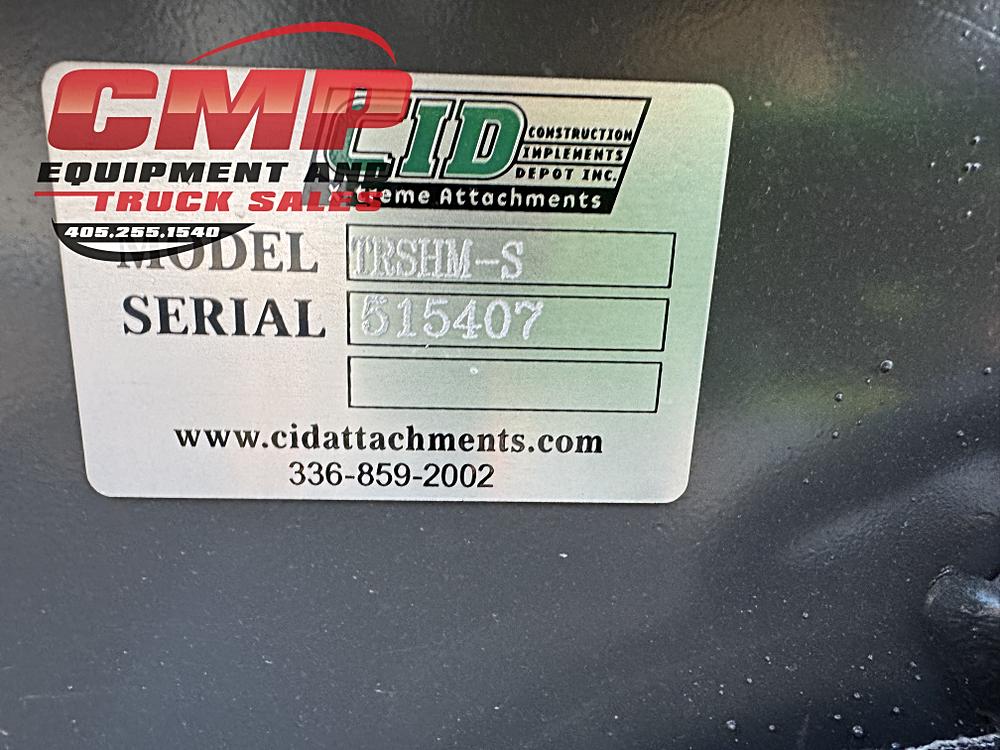 CMP
EQUIPMENT AND
TRUCK SALES
405.255.1540
CID
CONSTRUCTION
IMPLEMENTS
DEPOT INC.
Xtreme Attachments
MODEL TRSHM-S
SERIAL 515407
www.cidattachments.com
336-859-2002